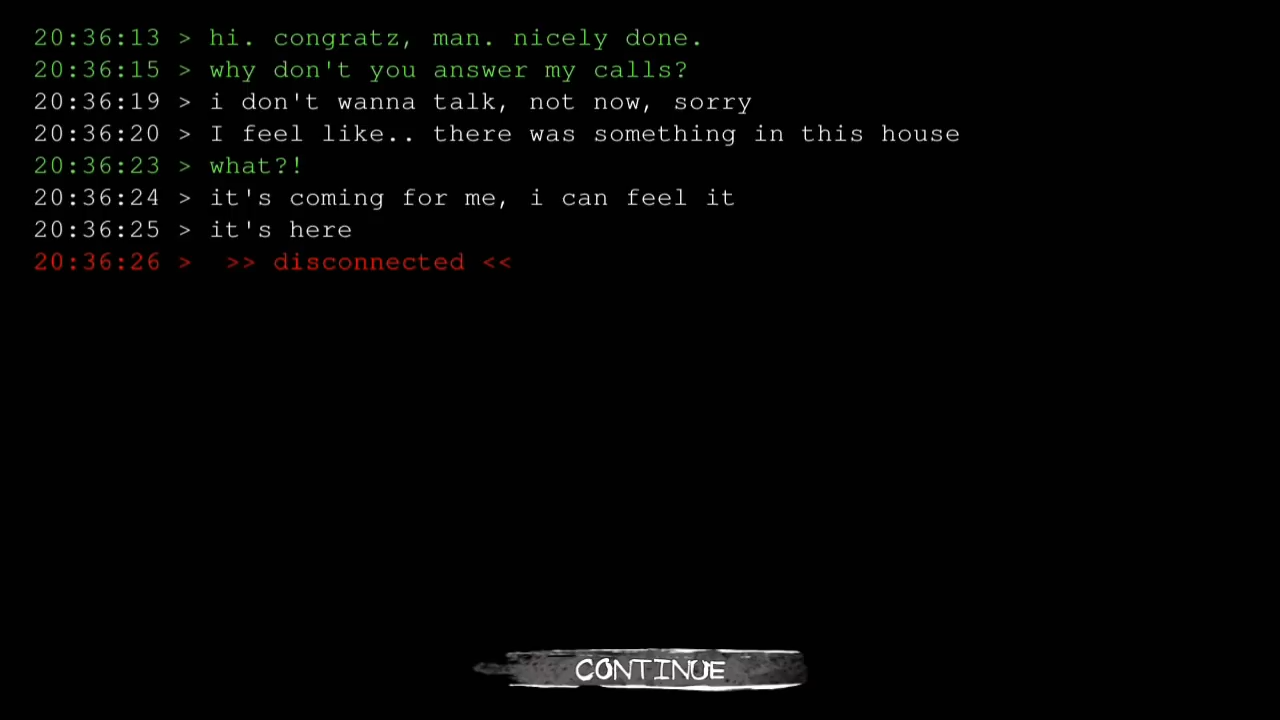 20:36:13 > hi. congratz, man. nicely done.
20:36:15 > why don't you answer my calls?
20:36:19 > i don't wanna talk, not now, sorry
20:36:20 > I feel like.. there was something in this house
20:36:23 > what?!
20:36:24 > it's coming for me, i can feel it
20:36:25 > it's here
20:36:26 >  >> disconnected <<
CONTINUE